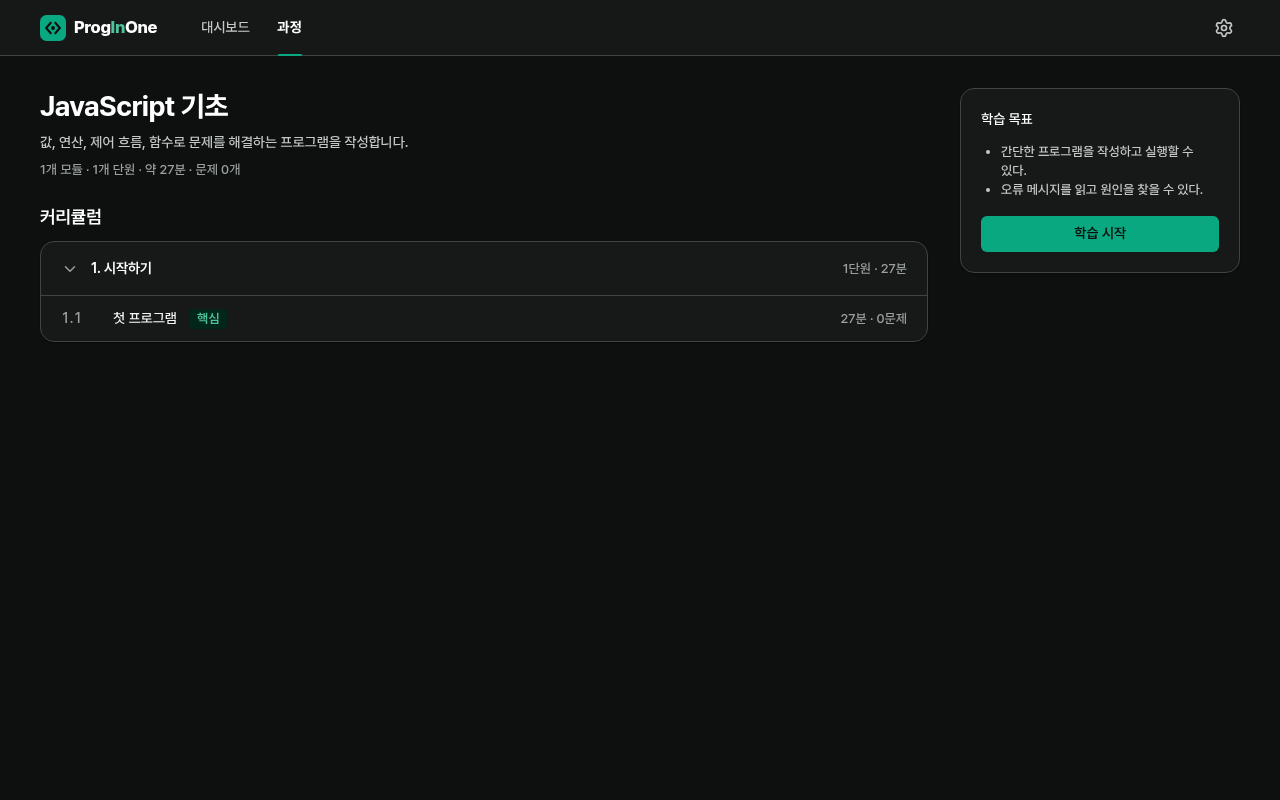 ProgInOne
대시보드
과정
JavaScript 기초
값, 연산, 제어 흐름, 함수로 문제를 해결하는 프로그램을 작성합니다.
1개 모듈 · 1개 단원 · 약 27분 · 문제 0개
커리큘럼
1. 시작하기
1단원 · 27분
1.1
첫 프로그램
핵심
27분 · 0문제
학습 목표
간단한 프로그램을 작성하고 실행할 수
있다.
오류 메시지를 읽고 원인을 찾을 수 있다.
학습 시작